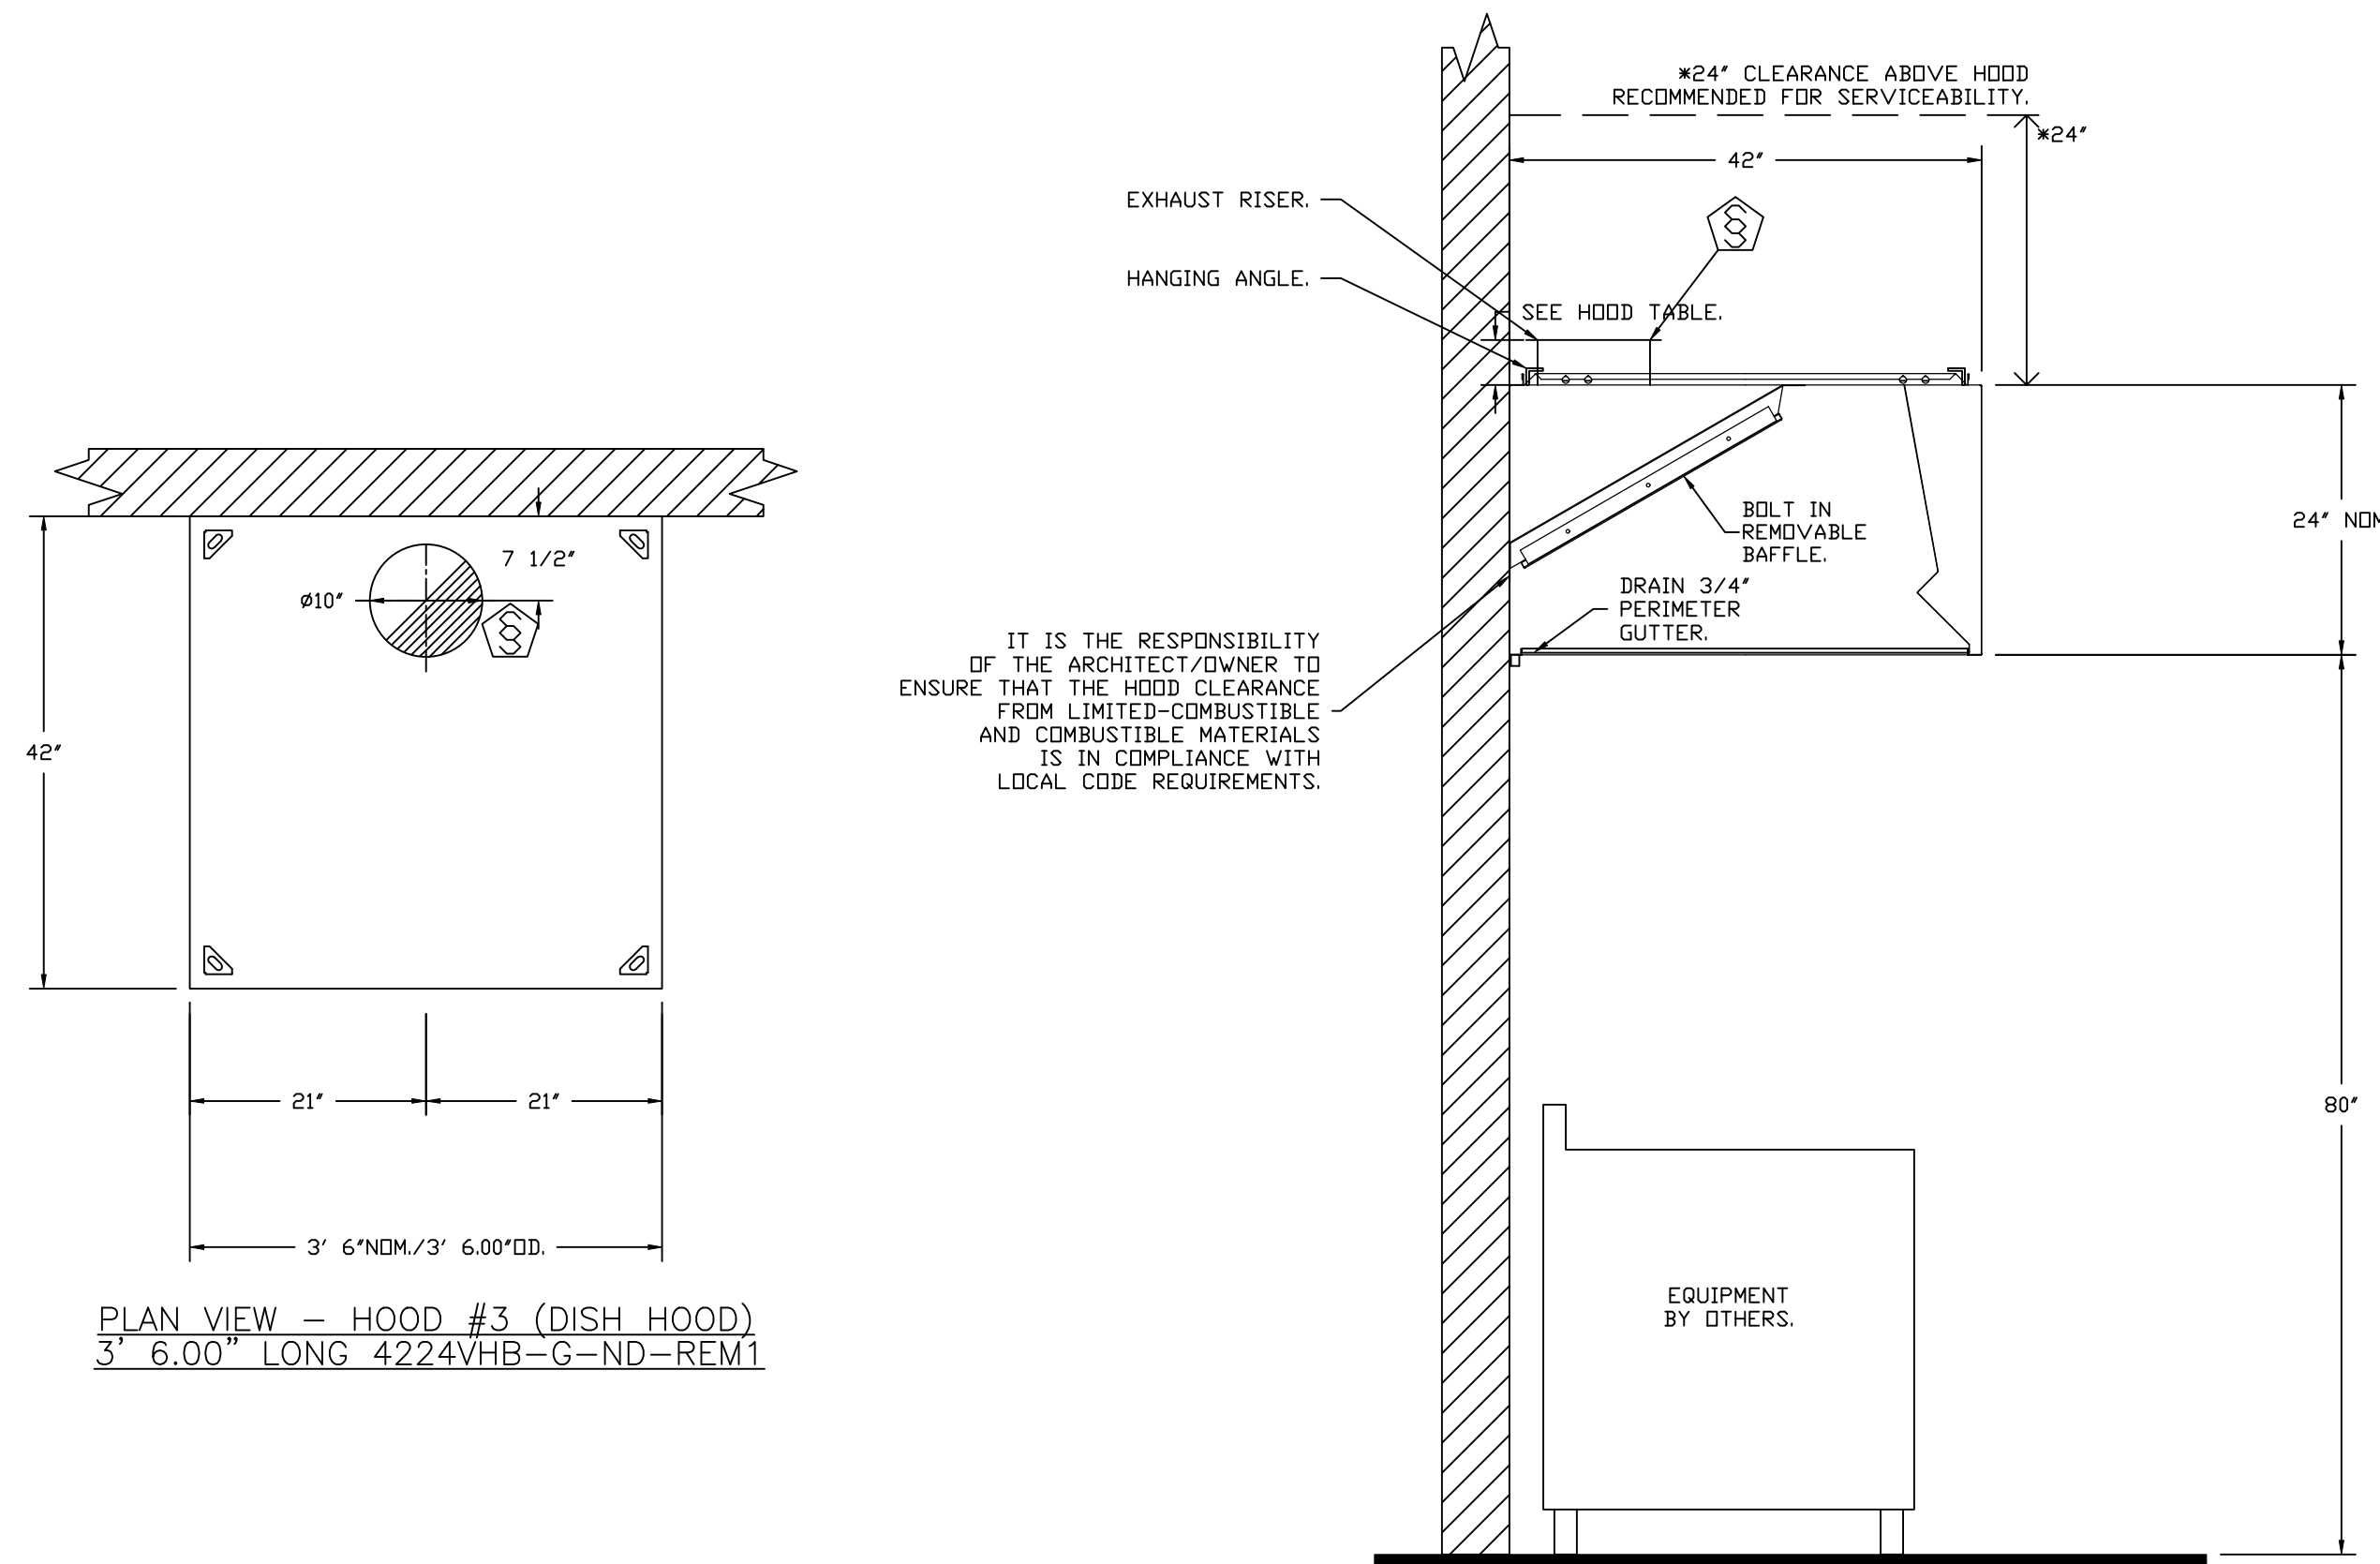 *24" CLEARANCE ABOVE HOOD
RECOMMENDED FOR SERVICEABILITY.
*24"
42"
EXHAUST RISER.
HANGING ANGLE.
SEE HOOD TABLE.
24" NOM
BOLT IN
REMOVABLE
BAFFLE.
DRAIN 3/4"
PERIMETER
GUTTER.
IT IS THE RESPONSIBILITY
OF THE ARCHITECT/OWNER TO
ENSURE THAT THE HOOD CLEARANCE
FROM LIMITED-COMBUSTIBLE
AND COMBUSTIBLE MATERIALS
IS IN COMPLIANCE WITH
LOCAL CODE REQUIREMENTS.
80"
EQUIPMENT
BY OTHERS.
7 1/2"
ø10"
42"
21"
21"
3' 6"NOM./3' 6.00"OD.
PLAN VIEW - HOOD #3 (DISH HOOD)
3' 6.00" LONG 4224VHB-G-ND-REM1